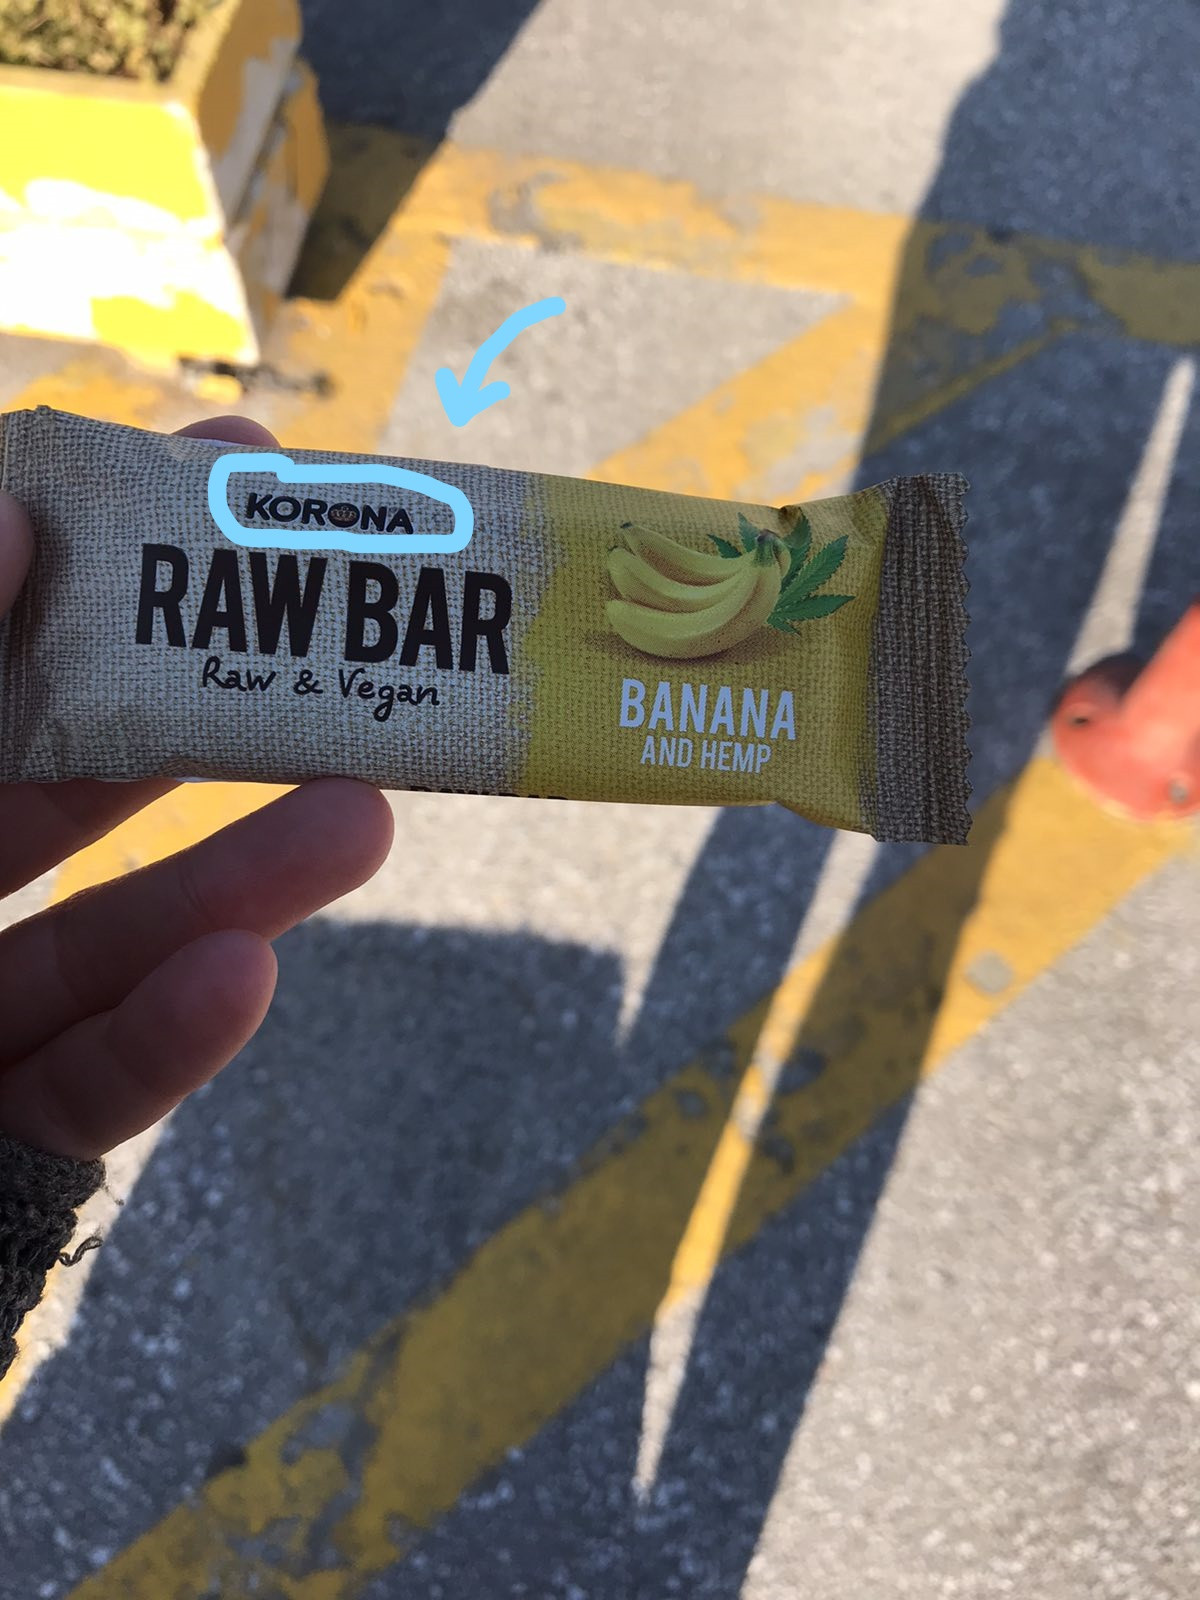 KORONA
RAW BAR
Raw & Vegan
BANANA
AND HEMP